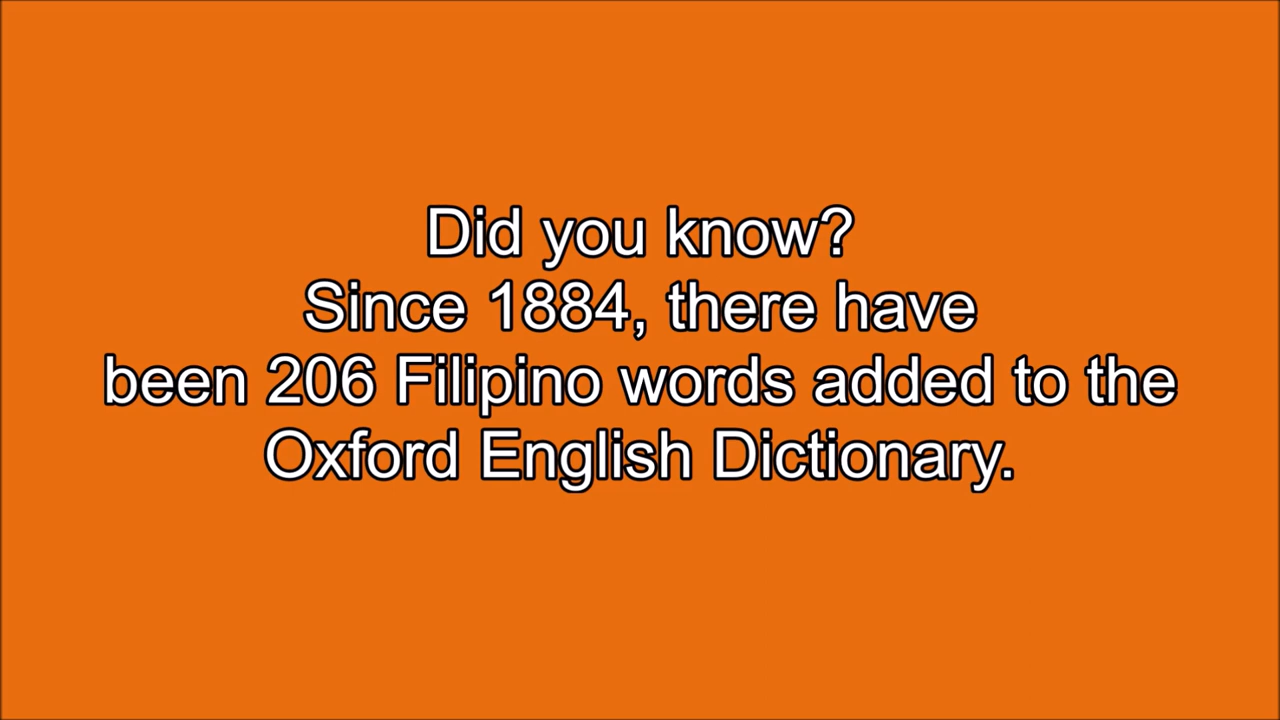 Did you know?
Since 1884, there have
been 206 Filipino words added to the
Oxford English Dictionary.